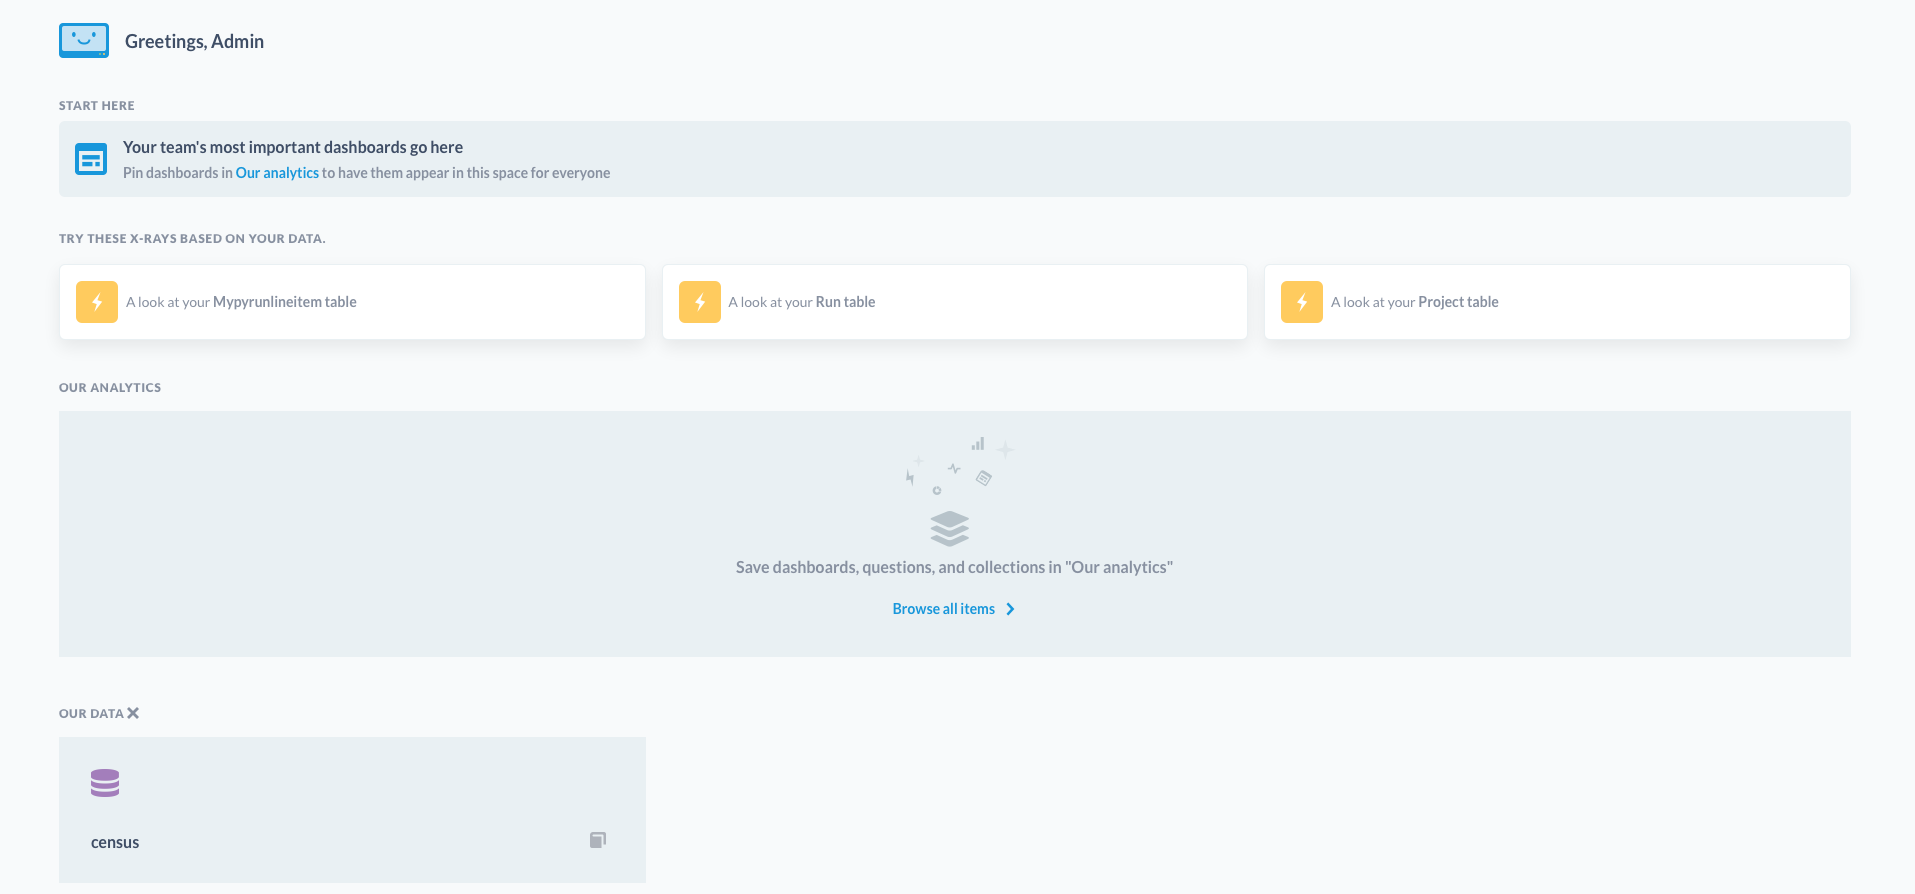 Greetings, Admin
START HERE
Your team's most important dashboards go here
Pin dashboards in Our analytics to have them appear in this space for everyone
TRY THESE X-RAYS BASED ON YOUR DATA.
A look at your Mypyrunlineitem table
A look at your Run table
A look at your Project table
OUR ANALYTICS
Save dashboards, questions, and collections in "Our analytics"
Browse all items
OUR DATA
census